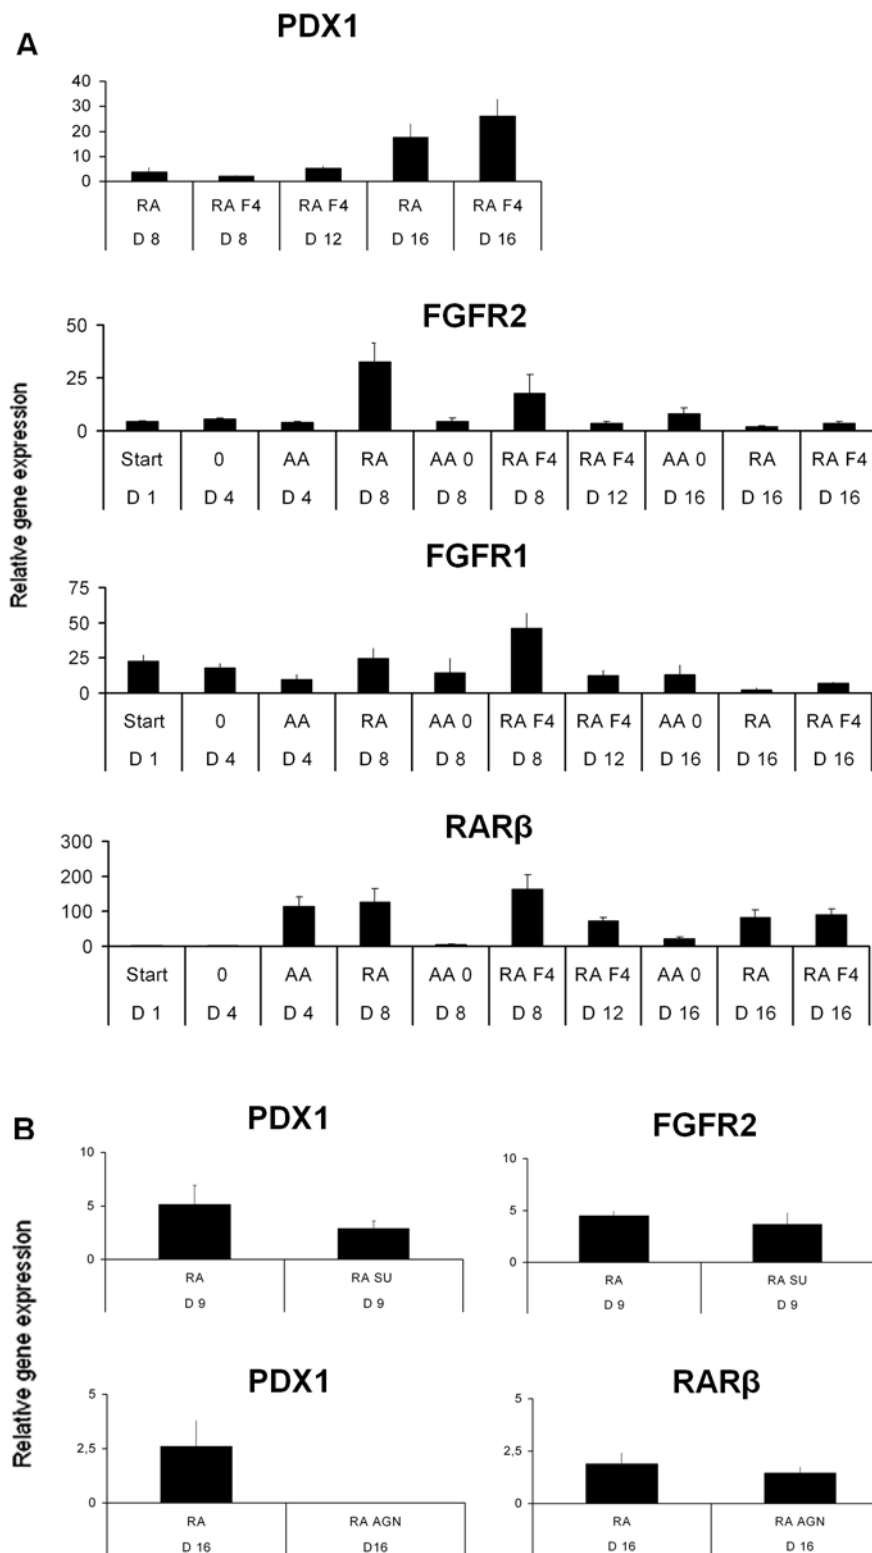 PDX1
A
40
30
20
10
0
RA RA F4 RA F4 RA RA F4
D 8 D 8 D 12 D 16 D 16
FGFR2
50
25
0
Start 0 AA RA AA 0 RA F4 RA F4 AA 0 RA RA F4
D 1 D 4 D 4 D 8 D 8 D 8 D 12 D 16 D 16 D 16
Relative gene expression
FGFR1
75
50
25
0
Start 0 AA RA AA 0 RA F4 RA F4 AA 0 RA RA F4
D 1 D 4 D 4 D 8 D 8 D 8 D 12 D 16 D 16 D 16
RARβ
300
200
100
0
Start 0 AA RA AA 0 RA F4 RA F4 AA 0 RA RA F4
D 1 D 4 D 4 D 8 D 8 D 8 D 12 D 16 D 16 D 16
B
PDX1
10
5
0
RA RA SU
D 9 D 9
FGFR2
10
5
0
RA RA SU
D 9 D 9
Relative gene expression
PDX1
5
2,5
0
RA RA AGN
D 16 D16
RARβ
5
2,5
0
RA RA AGN
D 16 D 16